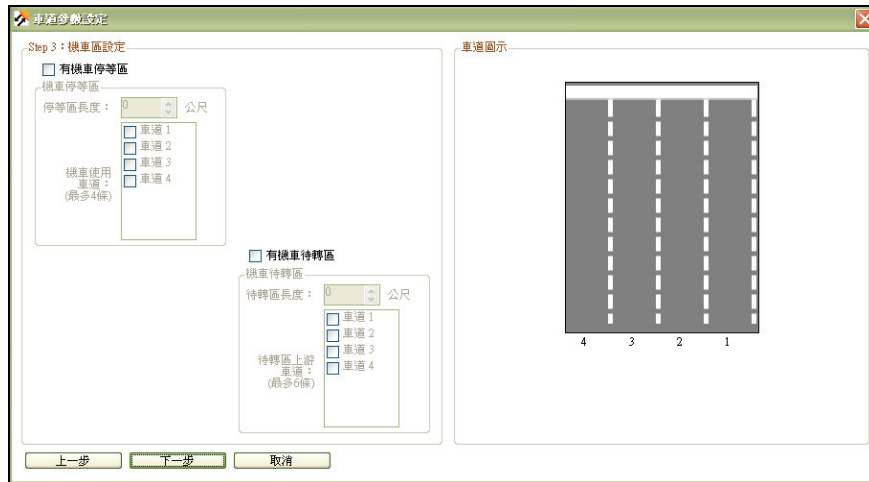 車道參數設定
Step 3：機車區設定
有機車停等區
機車停等區
停等區長度： 0 公尺
車道 1
車道 2
車道 3
車道 4
機車使用
車道：
(最多4條)
有機車待轉區
機車待轉區
待轉區長度： 0 公尺
車道 1
車道 2
車道 3
車道 4
待轉區上游
車道：
(最多6條)
上一步 下一步 取消
車道圖示
4 3 2 1